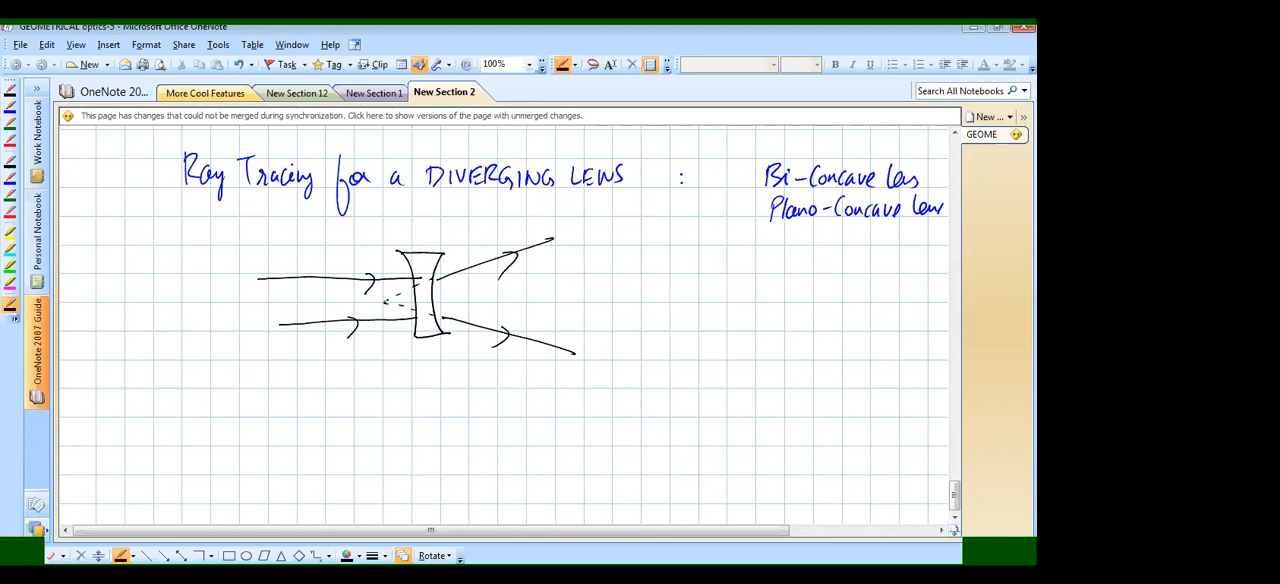 GEOMETRICAL optics-5 - Microsoft Office OneNote
File Edit View Insert Format Share Tools Table Window Help
New Task Tag Clip 100% B I U A
OneNote 20... More Cool Features New Section 12 New Section 1 New Section 2 Search All Notebooks
This page has changes that could not be merged during synchronization. Click here to show versions of the page with unmerged changes.
New ...
GEOME
Work Notebook
Personal Notebook
OneNote 2007 Guide
Ray Tracing for a DIVERGING LENS : Bi-Concave lens
Plano-Concave lens
Rotate